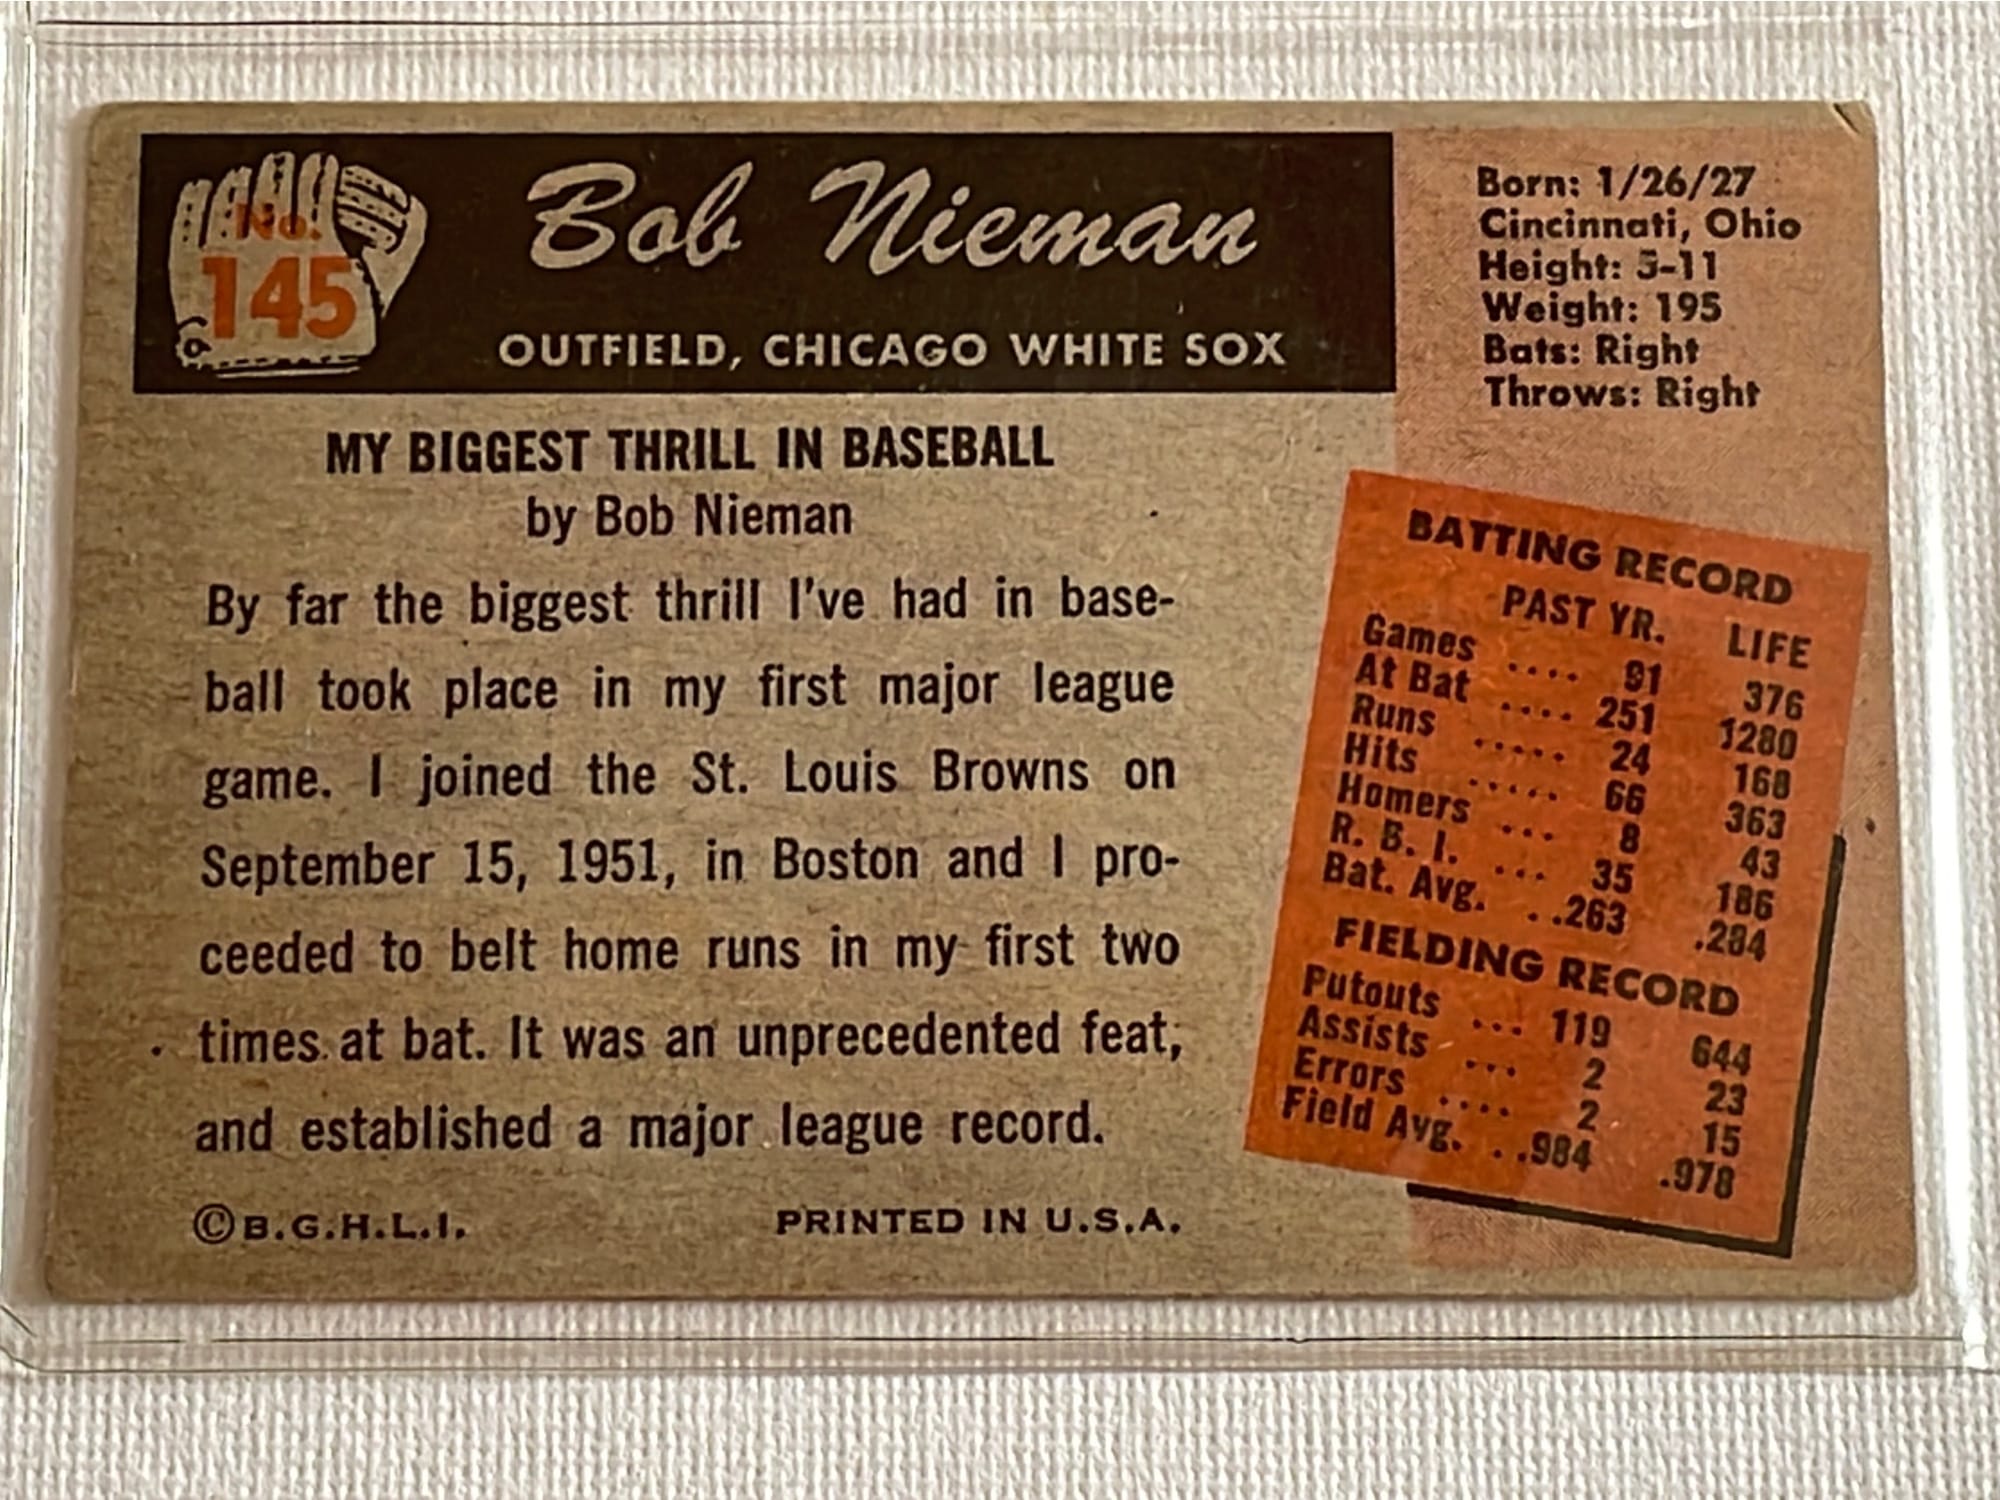 No.
145
Bob Nieman
OUTFIELD, CHICAGO WHITE SOX
Born: 1/26/27
Cincinnati, Ohio
Height: 5-11
Weight: 195
Bats: Right
Throws: Right
MY BIGGEST THRILL IN BASEBALL
by Bob Nieman
By far the biggest thrill I've had in base-
ball took place in my first major league
game. I joined the St. Louis Browns on
September 15, 1951, in Boston and I pro-
ceeded to belt home runs in my first two
times at bat. It was an unprecedented feat,
and established a major league record.
©B.G.H.L.I.
PRINTED IN U.S.A.
BATTING RECORD
PAST YR. LIFE
Games .... 91 376
At Bat .... 251 1280
Runs ..... 24 168
Hits ..... 66 363
Homers ... 8 43
R. B. I. ... 35 186
Bat. Avg. ..263 .284
FIELDING RECORD
Putouts ... 119 644
Assists ... 2 23
Errors .... 2 15
Field Avg. ..984 .978